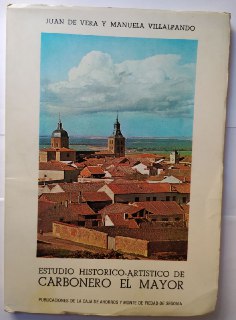 JUAN DE VERA Y MANUELA VILLALPANDO
ESTUDIO HISTORICO-ARTISTICO DE
CARBONERO EL MAYOR
PUBLICACIONES DE LA CAJA DE AHORROS Y MONTE DE PIEDAD DE SEGOVIA